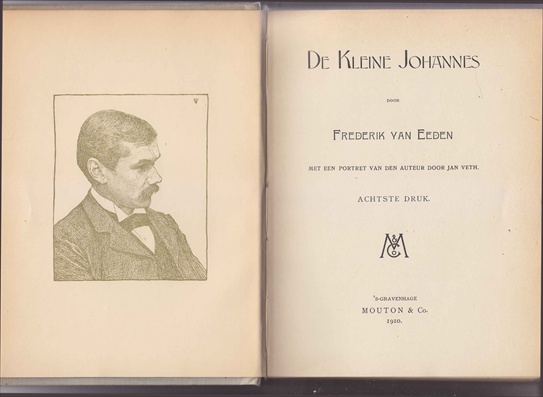 DE KLEINE JOHANNES
DOOR
FREDERIK VAN EEDEN
MET EEN PORTRET VAN DEN AUTEUR DOOR JAN VETH.
ACHTSTE DRUK.
M & Co
'S-GRAVENHAGE
MOUTON & Co.
1910.